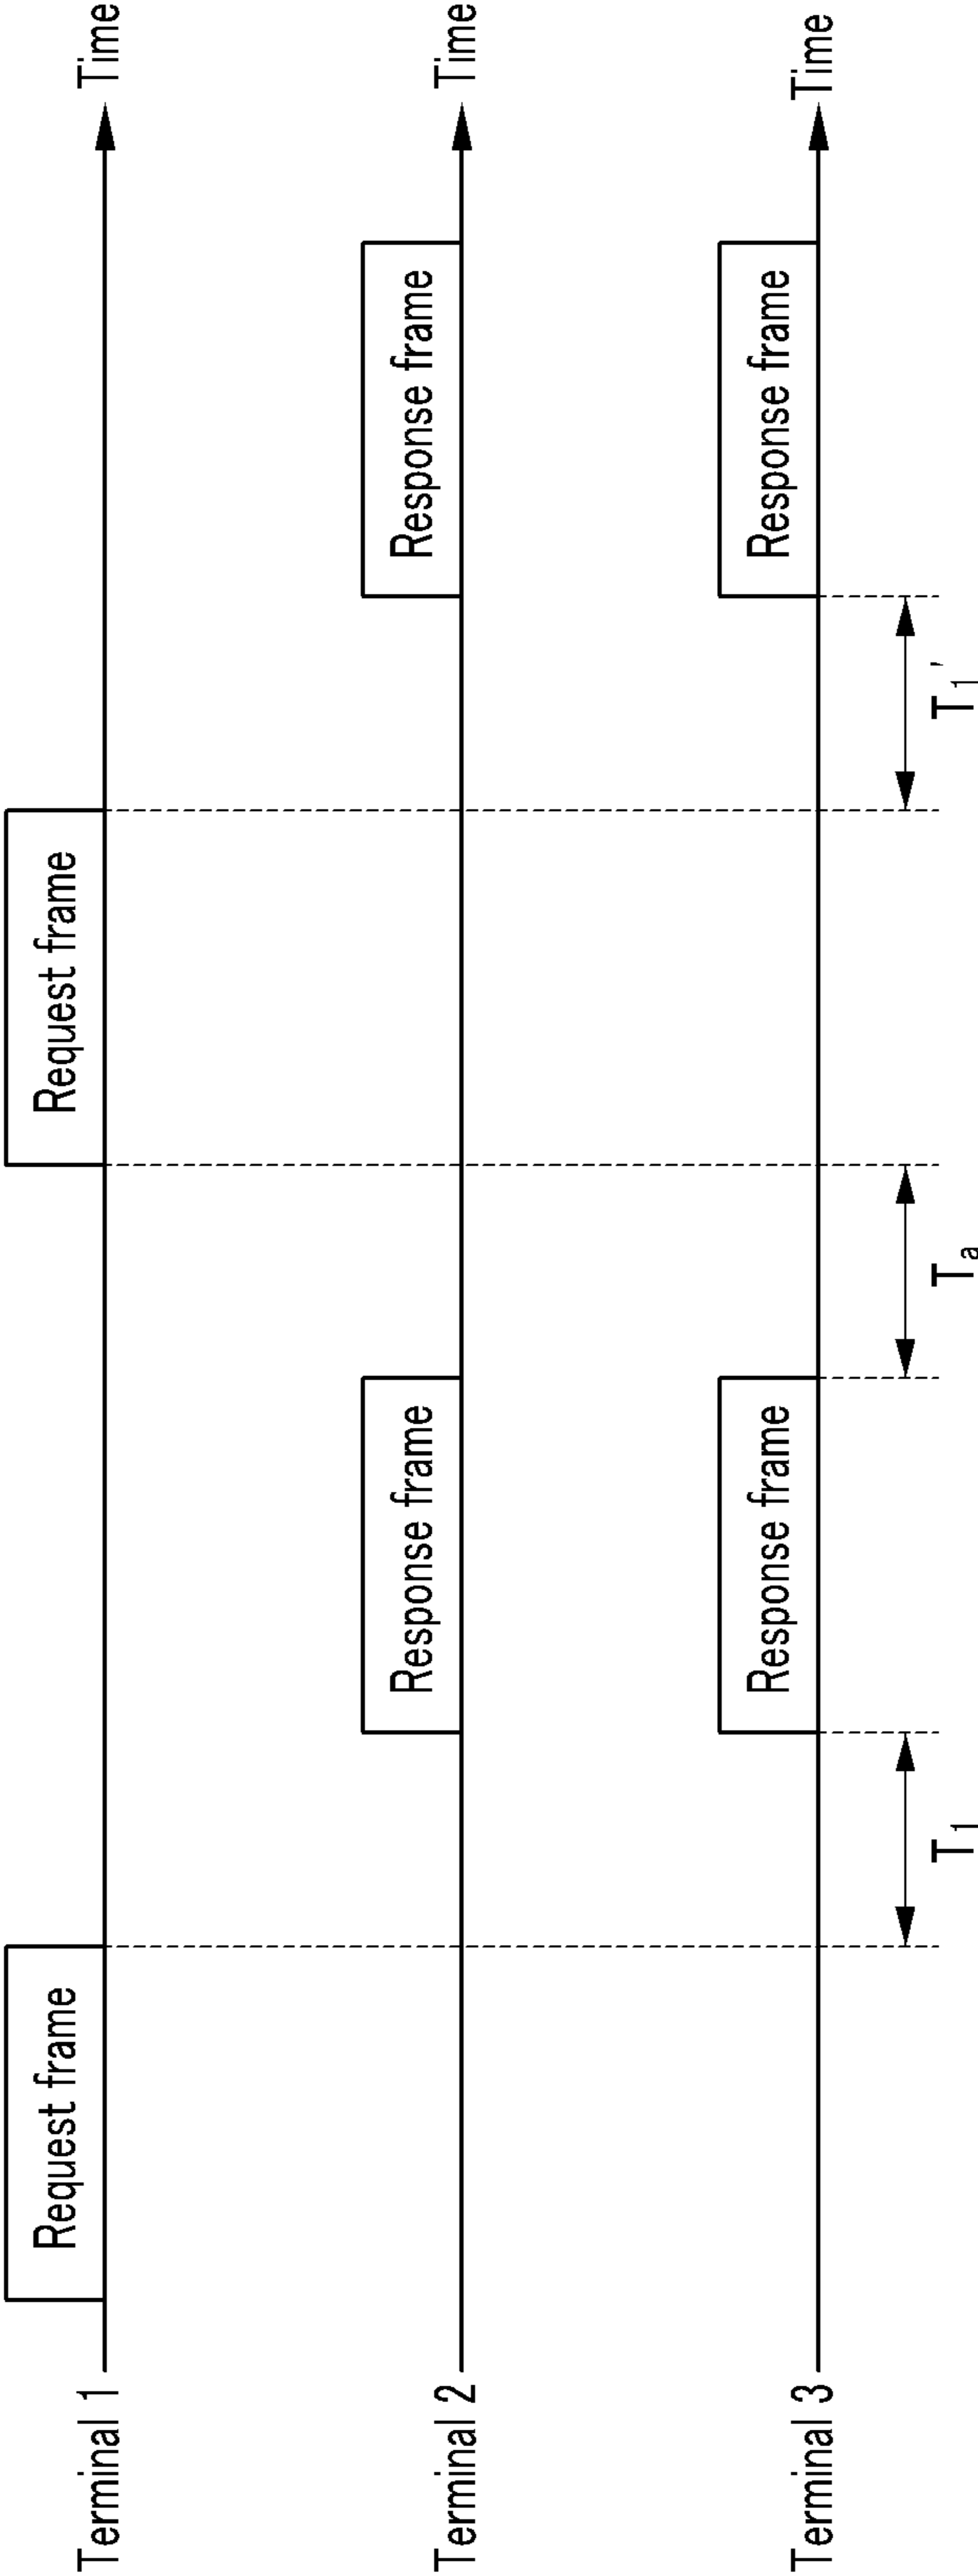 Terminal 1
Request frame
Request frame
Time
Terminal 2
Response frame
Response frame
Time
Terminal 3
Response frame
Response frame
Time
T1
Ta
T1'